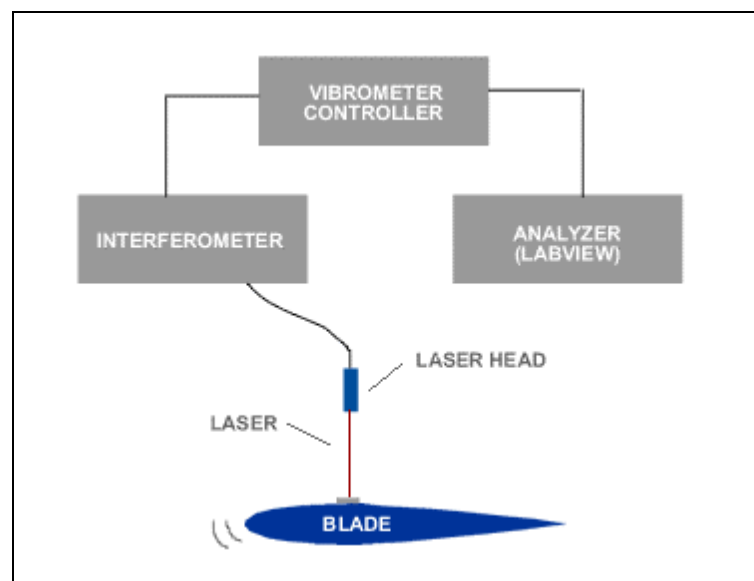 VIBROMETER
CONTROLLER
INTERFEROMETER
ANALYZER
(LABVIEW)
LASER HEAD
LASER
BLADE